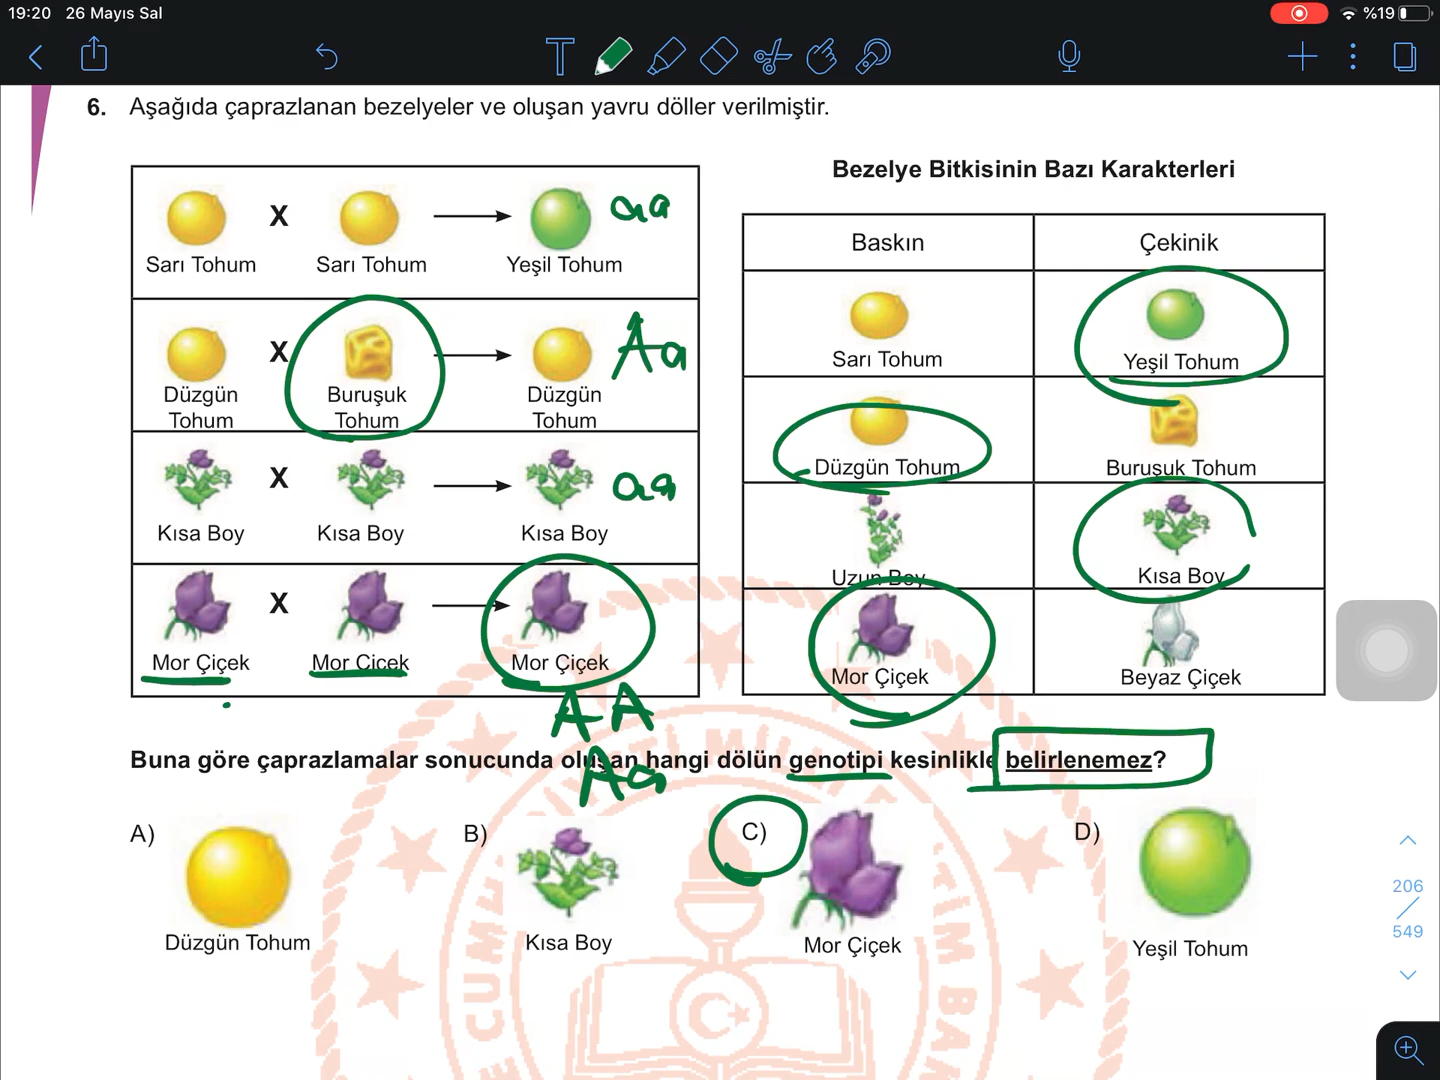 19:20 26 Mayıs Sal
%19
T
6. Aşağıda çaprazlanan bezelyeler ve oluşan yavru döller verilmiştir.
X
Sarı Tohum Sarı Tohum Yeşil Tohum
aa
X
Düzgün Tohum Buruşuk Tohum Düzgün Tohum
Aa
X
Kısa Boy Kısa Boy Kısa Boy
aa
X
Mor Çiçek Mor Çiçek Mor Çiçek
AA
Aa
Bezelye Bitkisinin Bazı Karakterleri
Baskın Çekinik
Sarı Tohum Yeşil Tohum
Düzgün Tohum Buruşuk Tohum
Uzun Boy Kısa Boy
Mor Çiçek Beyaz Çiçek
Buna göre çaprazlamalar sonucunda oluşan hangi dölün genotipi kesinlikle belirlenemez?
A) B) C) D)
Düzgün Tohum Kısa Boy Mor Çiçek Yeşil Tohum
206
549